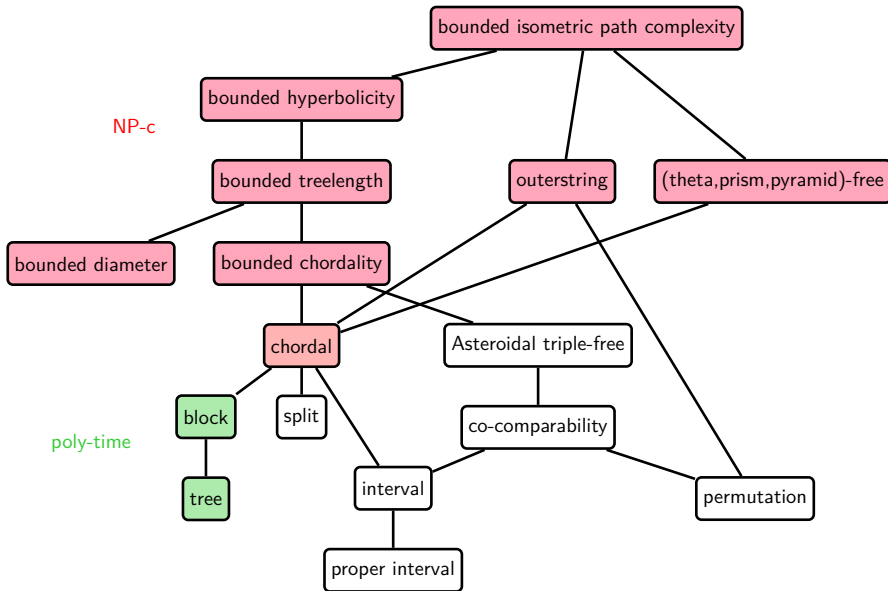 bounded isometric path complexity
bounded hyperbolicity
NP-c
bounded treelength
outerstring
(theta,prism,pyramid)-free
bounded diameter
bounded chordality
chordal
Asteroidal triple-free
block
split
co-comparability
poly-time
tree
interval
permutation
proper interval